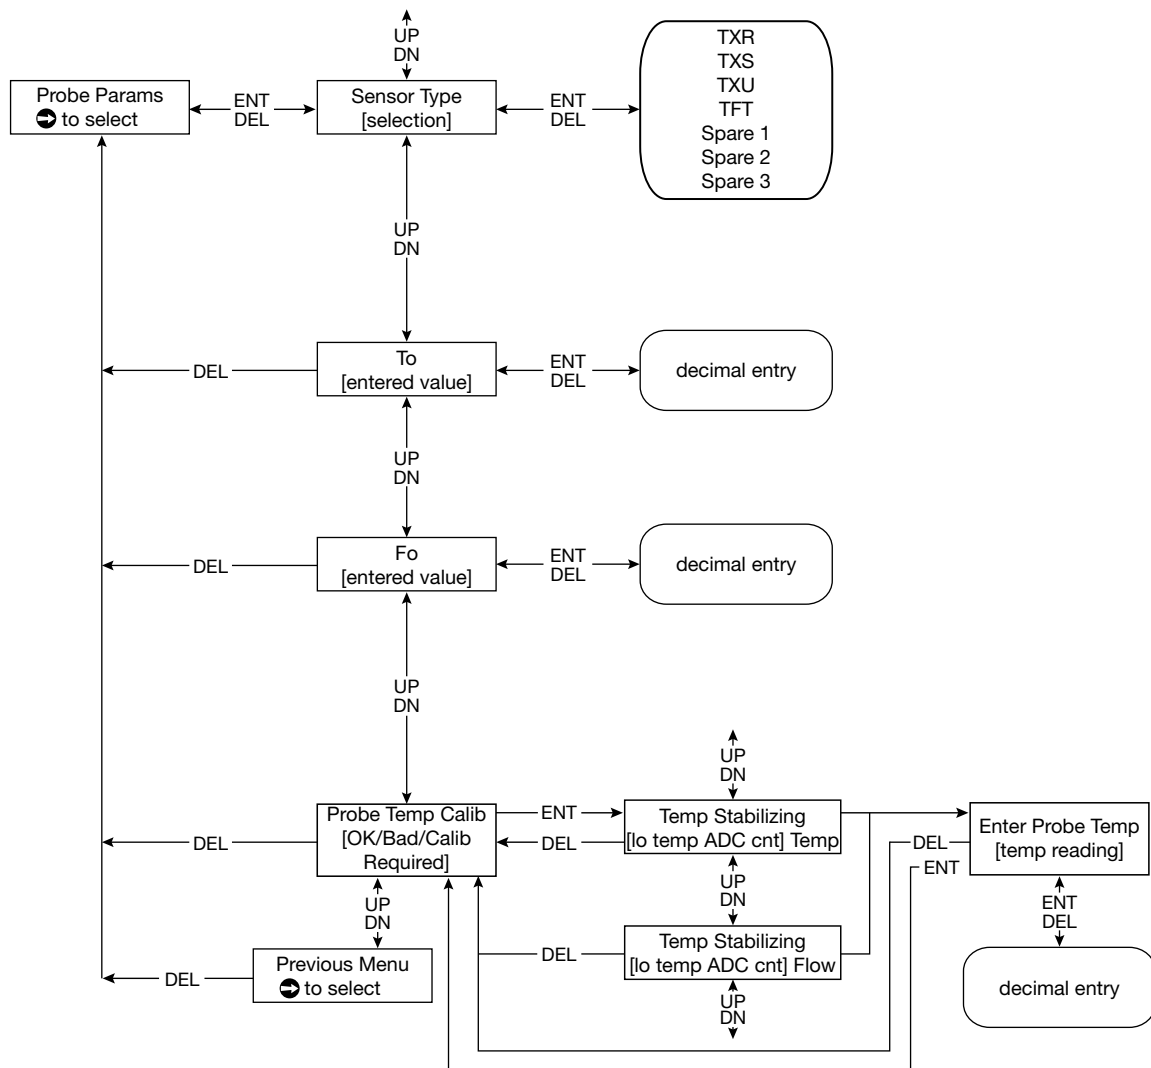 UP
DN
Probe Params
to select
ENT
DEL
Sensor Type
[selection]
ENT
DEL
TXR
TXS
TXU
TFT
Spare 1
Spare 2
Spare 3
UP
DN
DEL
To
[entered value]
ENT
DEL
decimal entry
UP
DN
DEL
Fo
[entered value]
ENT
DEL
decimal entry
UP
DN
UP
DN
DEL
Probe Temp Calib
[OK/Bad/Calib
Required]
ENT
DEL
Temp Stabilizing
[lo temp ADC cnt] Temp
DEL
ENT
Enter Probe Temp
[temp reading]
UP
DN
UP
DN
ENT
DEL
DEL
Previous Menu
to select
DEL
Temp Stabilizing
[lo temp ADC cnt] Flow
decimal entry
UP
DN